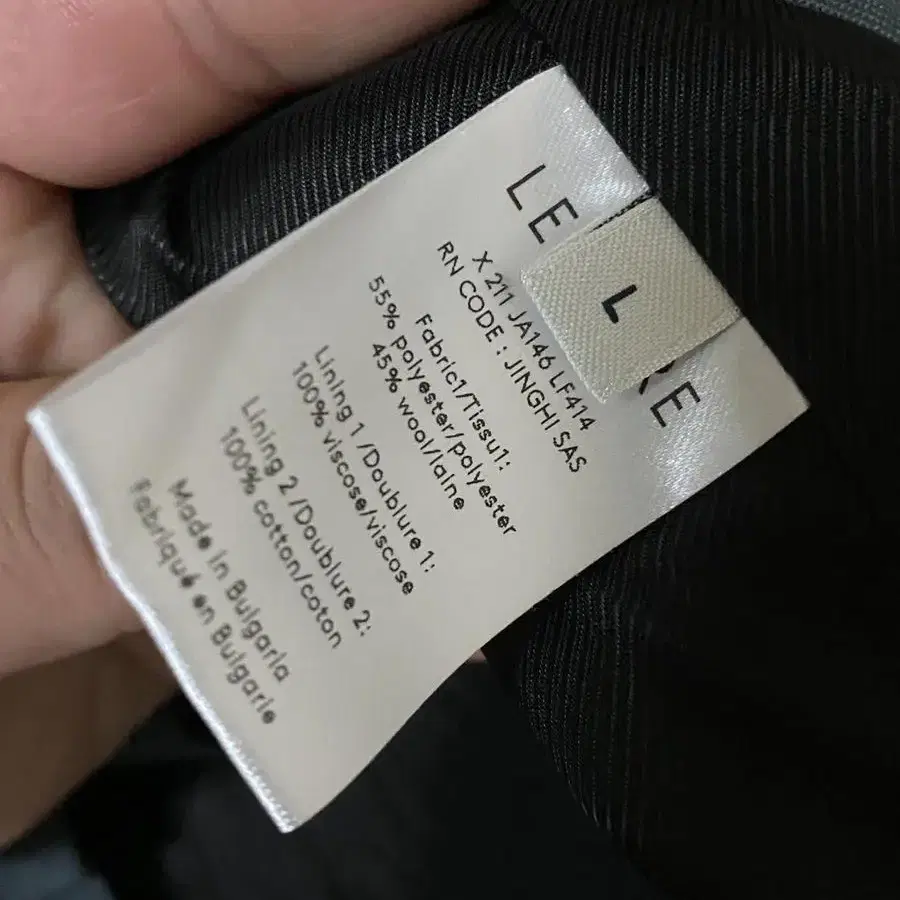 LE RE
L
X 211 JA146 LF414
RN CODE : JINGHI SAS
Fabric1/Tissu1:
55% polyester/polyester
45% wool/laine
Lining 1 /Doublure 1:
100% viscose/viscose
Lining 2 /Doublure 2:
100% cotton/coton
Made in Bulgaria
Fabriqué en Bulgarie